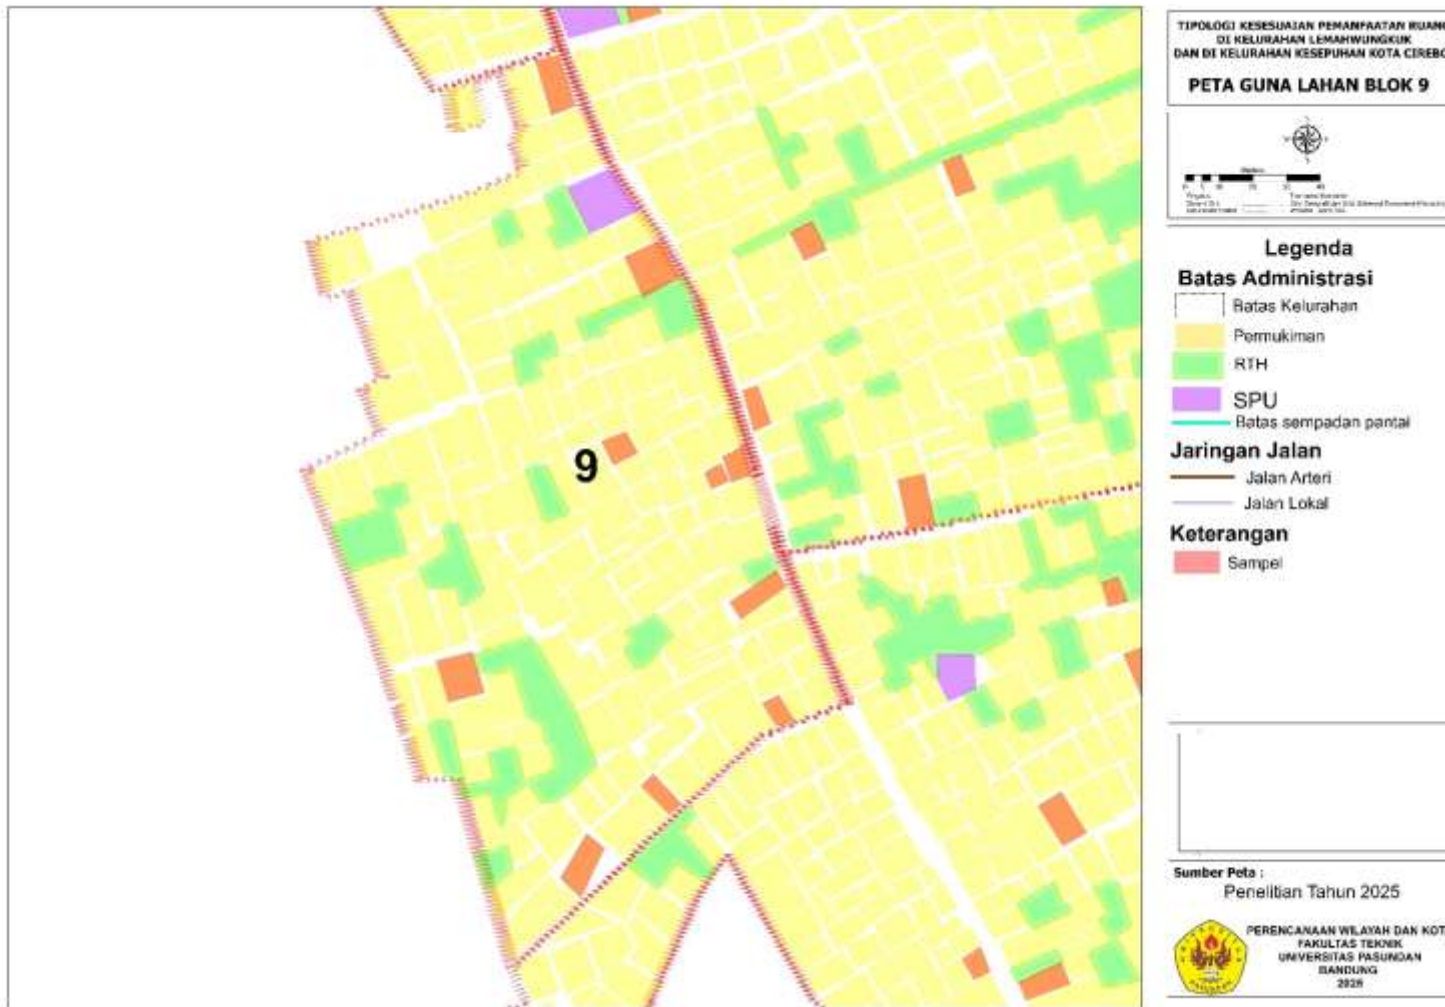 TIPOLOGI KESESUAIAN PEMANFAATAN RUANG
DI KELURAHAN LEMAHWUNGKUK
DAN DI KELURAHAN KESEPUHAN KOTA CIREBO
PETA GUNA LAHAN BLOK 9
Legenda
Batas Administrasi
Batas Kelurahan
Permukiman
RTH
SPU
Batas sempadan pantai
Jaringan Jalan
Jalan Arteri
Jalan Lokal
Keterangan
Sampel
9
Sumber Peta :
Penelitian Tahun 2025
PERENCANAAN WILAYAH DAN KOT
FAKULTAS TEKNIK
UNIVERSITAS PASUNDAN
BANDUNG
2025